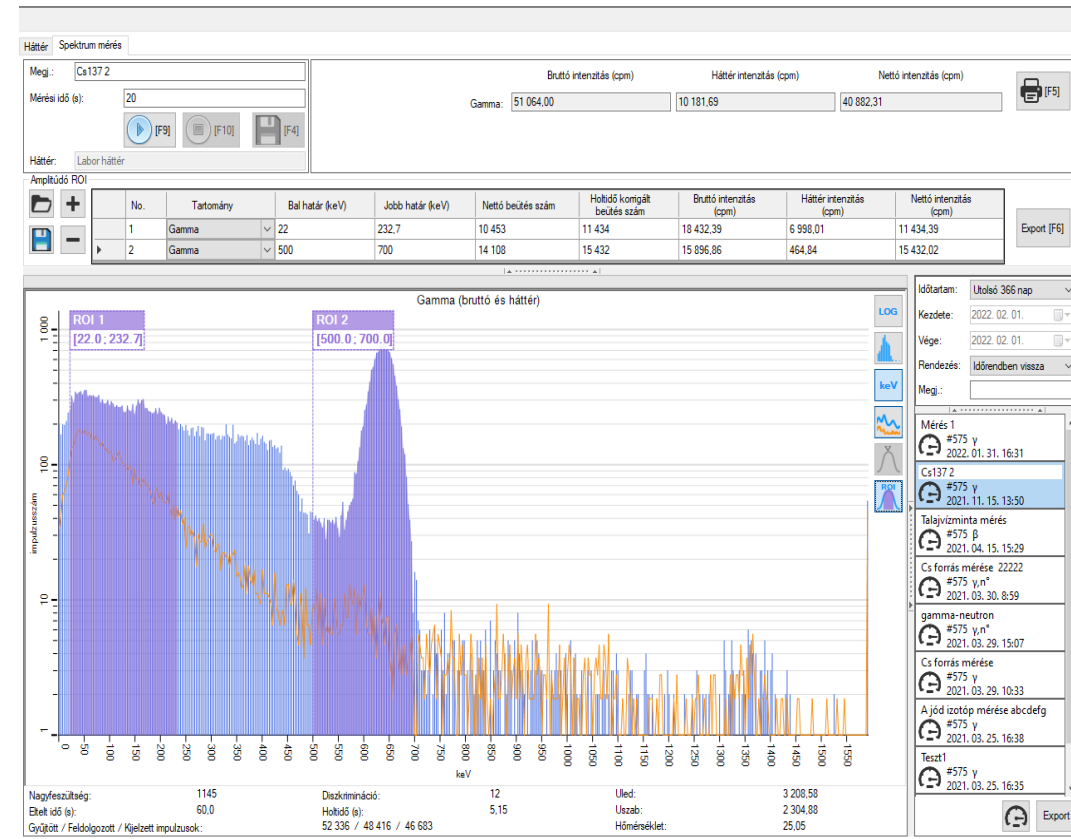 Háttér Spektrum mérés
Megj.: Cs137 2
Mérési idő (s): 20
[F9] [F10] [F4]
Háttér: Labor háttér
Bruttó intenzitás (cpm) Háttér intenzitás (cpm) Nettó intenzitás (cpm)
Gamma: 51 064,00 10 181,69 40 882,31
[F5]
Amplitúdó ROI
No. Tartomány Bal határ (keV) Jobb határ (keV) Nettó beütés szám Holtidő korrigált beütés szám Bruttó intenzitás (cpm) Háttér intenzitás (cpm) Nettó intenzitás (cpm)
1 Gamma 22 232,7 10 453 11 434 18 432,39 6 998,01 11 434,39
2 Gamma 500 700 14 108 15 432 15 896,86 464,84 15 432,02
Export [F6]
Gamma (bruttó és háttér)
ROI 1
[22.0 ; 232.7]
ROI 2
[500.0 ; 700.0]
impulzusszám
1 000
100
10
1
0 50 100 150 200 250 300 350 400 450 500 550 600 650 700 750 800 850 900 950 1000 1050 1100 1150 1200 1250 1300 1350 1400 1450 1500 1550
keV
LOG
keV
ROI
Nagyfeszültség: 1145 Diszkrimináció: 12 Uled: 3 208,58
Eltelt idő (s): 60,0 Holtidő (s): 5,15 Uszab: 2 304,88
Gyűjtött / Feldolgozott / Kijelzett impulzusok: 52 336 / 48 416 / 46 683 Hőmérséklet: 25,05
Időtartam: Utolsó 366 nap
Kezdete: 2022. 02. 01.
Vége: 2022. 02. 01.
Rendezés: Időrendben vissza
Megj.:
Mérés 1
#575 γ
2022. 01. 31. 16:31
Cs137 2
#575 γ
2021. 11. 15. 13:50
Talajvízminta mérés
#575 β
2021. 04. 15. 15:29
Cs forrás mérése 22222
#575 γ,n°
2021. 03. 30. 8:59
gamma-neutron
#575 γ,n°
2021. 03. 29. 15:07
Cs forrás mérése
#575 γ
2021. 03. 29. 10:33
A jód izotóp mérése abcdefg
#575 γ
2021. 03. 25. 16:38
Teszt1
#575 γ
2021. 03. 25. 16:35
Export